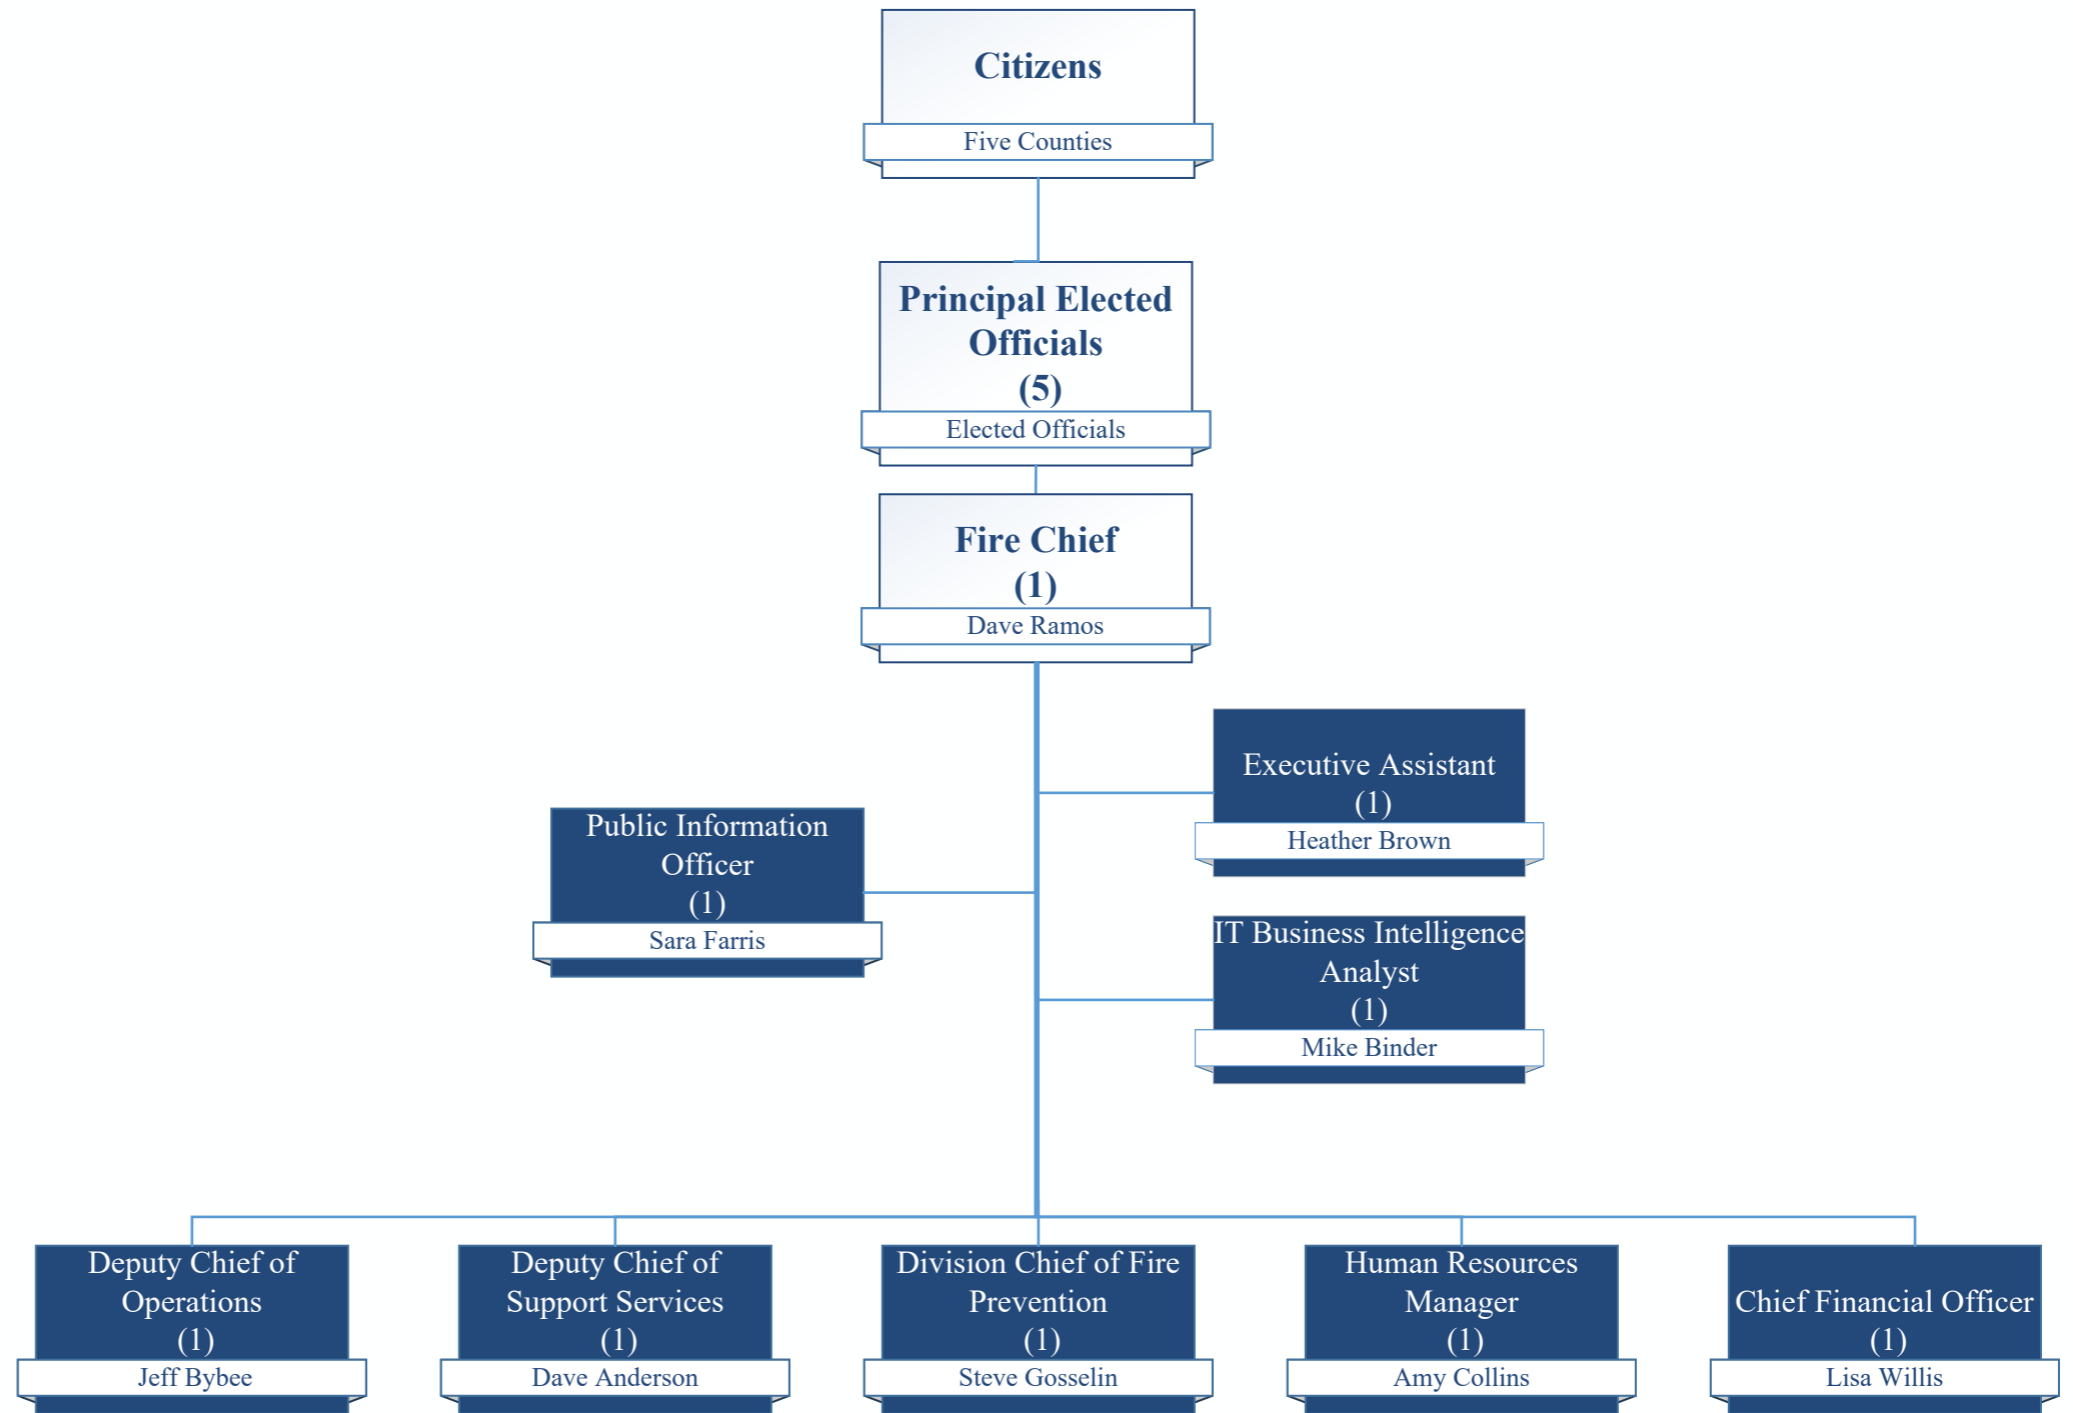 Citizens
Five Counties
Principal Elected
Officials
(5)
Elected Officials
Fire Chief
(1)
Dave Ramos
Executive Assistant
(1)
Heather Brown
Public Information
Officer
(1)
Sara Farris
IT Business Intelligence
Analyst
(1)
Mike Binder
Deputy Chief of
Operations
(1)
Jeff Bybee
Deputy Chief of
Support Services
(1)
Dave Anderson
Division Chief of Fire
Prevention
(1)
Steve Gosselin
Human Resources
Manager
(1)
Amy Collins
Chief Financial Officer
(1)
Lisa Willis